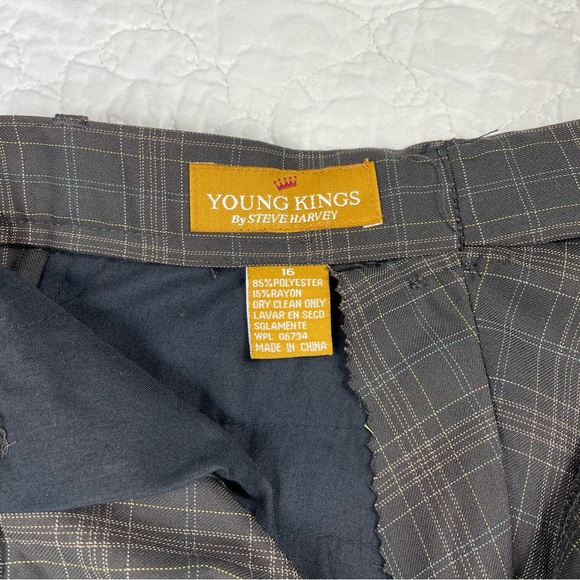 YOUNG KINGS
By STEVE HARVEY
16
85%POLYESTER
15%RAYON
DRY CLEAN ONLY
LAVAR EN SECO
SOLAMENTE
WPL 06734
MADE IN CHINA